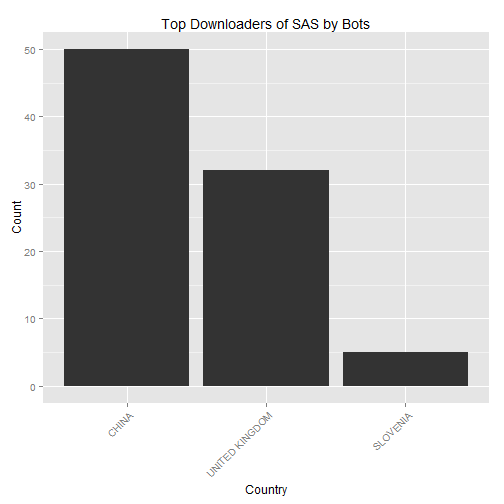 Top Downloaders of SAS by Bots
Count
50
40
30
20
10
0
CHINA
UNITED KINGDOM
SLOVENIA
Country